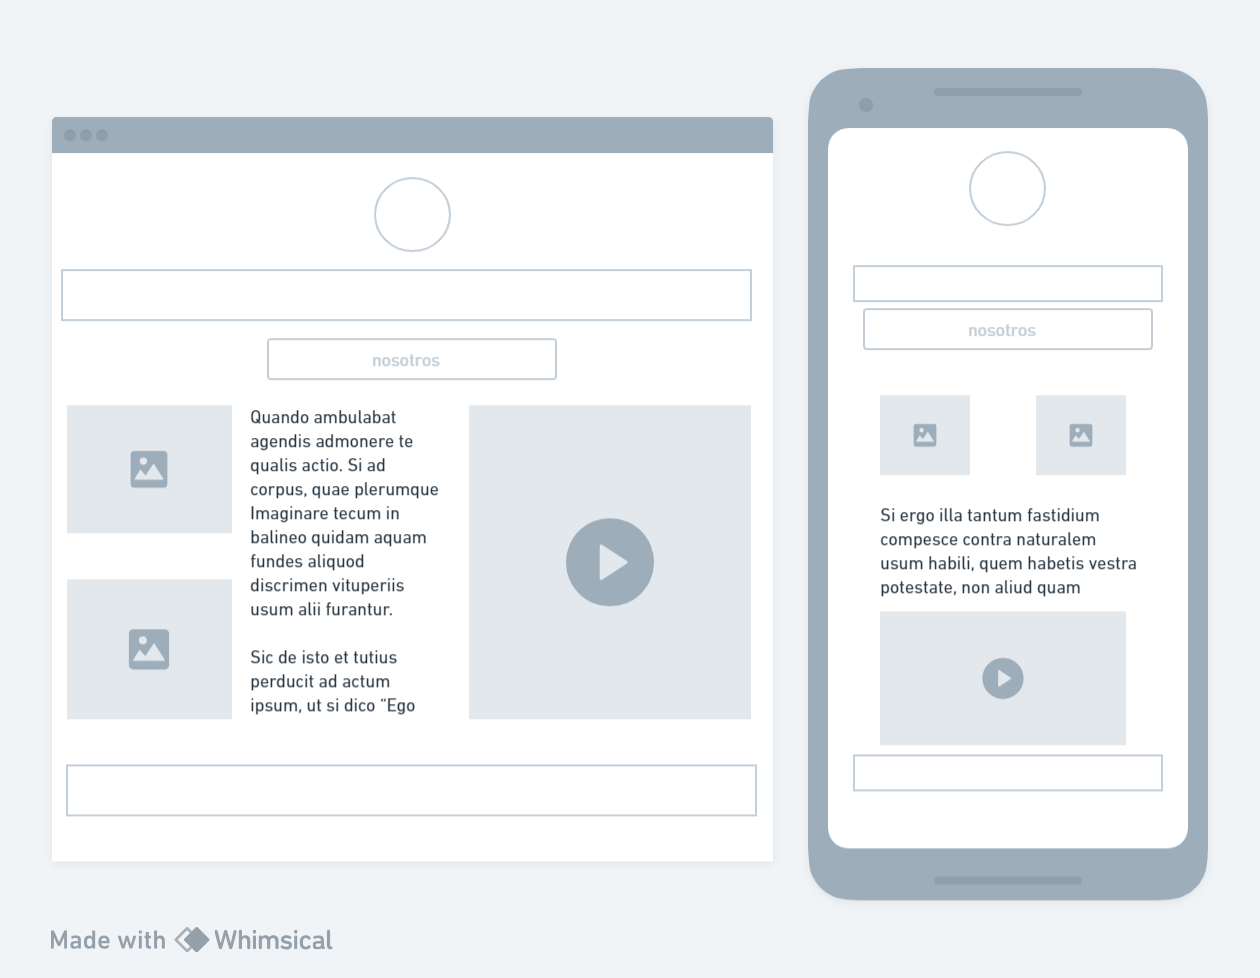 nosotros
Quando ambulabat
agendis admonere te
qualis actio. Si ad
corpus, quae plerumque
Imaginare tecum in
balineo quidam aquam
fundes aliquod
discrimen vituperiis
usum alii furantur.
Sic de isto et tutius
perducit ad actum
ipsum, ut si dico “Ego
nosotros
Si ergo illa tantum fastidium
compesce contra naturalem
usum habili, quem habetis vestra
potestate, non aliud quam
Made with Whimsical